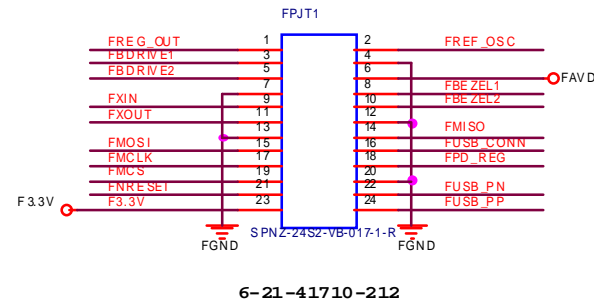 FPJT1
FREG_OUT 1 2 FREF_OSC
FBDRIVE1 3 4
FBDRIVE2 5 6 FAVD
7 8 FBEZEL1
FXIN 9 10 FBEZEL2
FXOUT 11 12
13 14 FMISO
FMOSI 15 16 FUSB_CONN
FMCLK 17 18 FPD_REG
FMCS 19 20
FNRESET 21 22 FUSB_PN
F3.3V F3.3V 23 24 FUSB_PP
SPNZ-24S2-VB-017-1-R
FGND FGND
6-21-41710-212